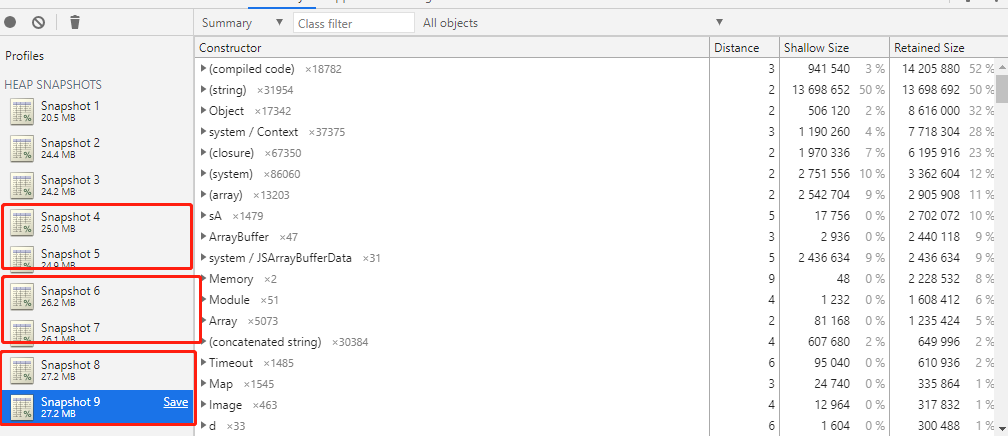 Summary ▼ Class filter All objects ▼
Profiles
HEAP SNAPSHOTS
Snapshot 1
20.5 MB
Snapshot 2
24.4 MB
Snapshot 3
24.2 MB
Snapshot 4
25.0 MB
Snapshot 5
24.9 MB
Snapshot 6
26.2 MB
Snapshot 7
26.1 MB
Snapshot 8
27.2 MB
Snapshot 9 Save
27.2 MB
Constructor Distance Shallow Size Retained Size
(compiled code) ×18782 3 941 540 3 % 14 205 880 52 %
(string) ×31954 2 13 698 652 50 % 13 698 692 50 %
Object ×17342 2 506 120 2 % 8 616 000 32 %
system / Context ×37375 3 1 190 260 4 % 7 718 304 28 %
(closure) ×67350 2 1 970 336 7 % 6 195 916 23 %
(system) ×86060 2 2 751 556 10 % 3 362 604 12 %
(array) ×13203 2 2 542 704 9 % 2 905 908 11 %
sA ×1479 5 17 756 0 % 2 702 072 10 %
ArrayBuffer ×47 3 2 936 0 % 2 440 118 9 %
system / JSArrayBufferData ×31 5 2 436 634 9 % 2 436 634 9 %
Memory ×2 9 48 0 % 2 228 532 8 %
Module ×51 4 1 232 0 % 1 608 412 6 %
Array ×5073 2 81 168 0 % 1 235 424 5 %
(concatenated string) ×30384 4 607 680 2 % 649 996 2 %
Timeout ×1485 6 95 040 0 % 610 936 2 %
Map ×1545 3 24 740 0 % 335 864 1 %
Image ×463 4 12 964 0 % 317 832 1 %
d ×33 6 1 604 0 % 300 488 1 %